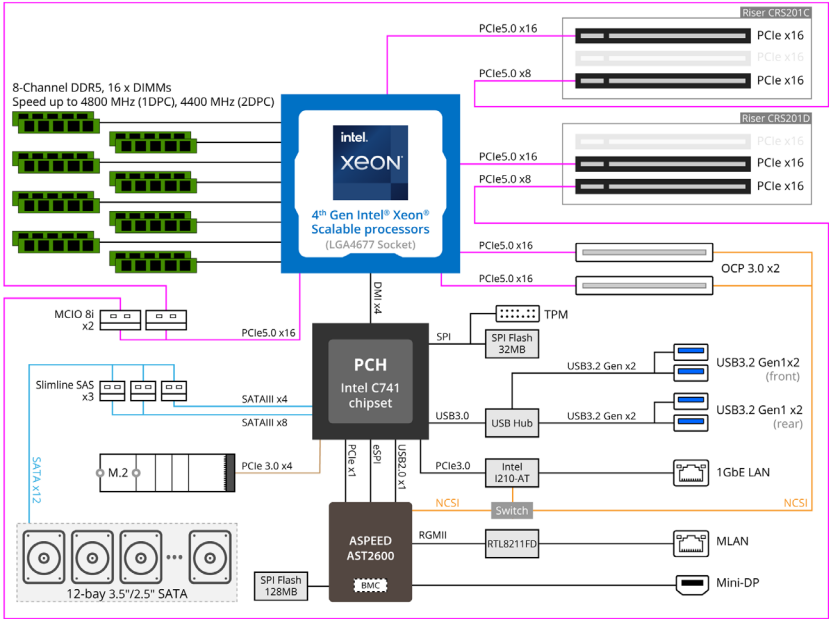 Riser CRS201C
PCIe5.0 x16
PCIe x16
PCIe x16
PCIe5.0 x8
PCIe x16
8-Channel DDR5, 16 x DIMMs
Speed up to 4800 MHz (1DPC), 4400 MHz (2DPC)
Riser CRS201D
PCIe x16
PCIe5.0 x16
PCIe x16
PCIe5.0 x8
PCIe x16
intel.
XEON
4th Gen Intel® Xeon®
Scalable processors
(LGA4677 Socket)
PCIe5.0 x16
OCP 3.0 x2
PCIe5.0 x16
DMI x4
MCIO 8i
x2
PCIe5.0 x16
SPI
TPM
SPI Flash
32MB
PCH
Intel C741
chipset
USB3.2 Gen x2
USB3.2 Gen1x2
(front)
Slimline SAS
x3
SATAIII x4
SATAIII x8
USB3.0
USB Hub
USB3.2 Gen x2
USB3.2 Gen1 x2
(rear)
SATA x12
M.2
PCIe 3.0 x4
PCIe x1
eSPI
USB2.0 x1
PCIe3.0
Intel
I210-AT
1GbE LAN
NCSI
Switch
NCSI
ASPEED
AST2600
RGMII
RTL8211FD
MLAN
BMC
SPI Flash
128MB
Mini-DP
12-bay 3.5"/2.5" SATA